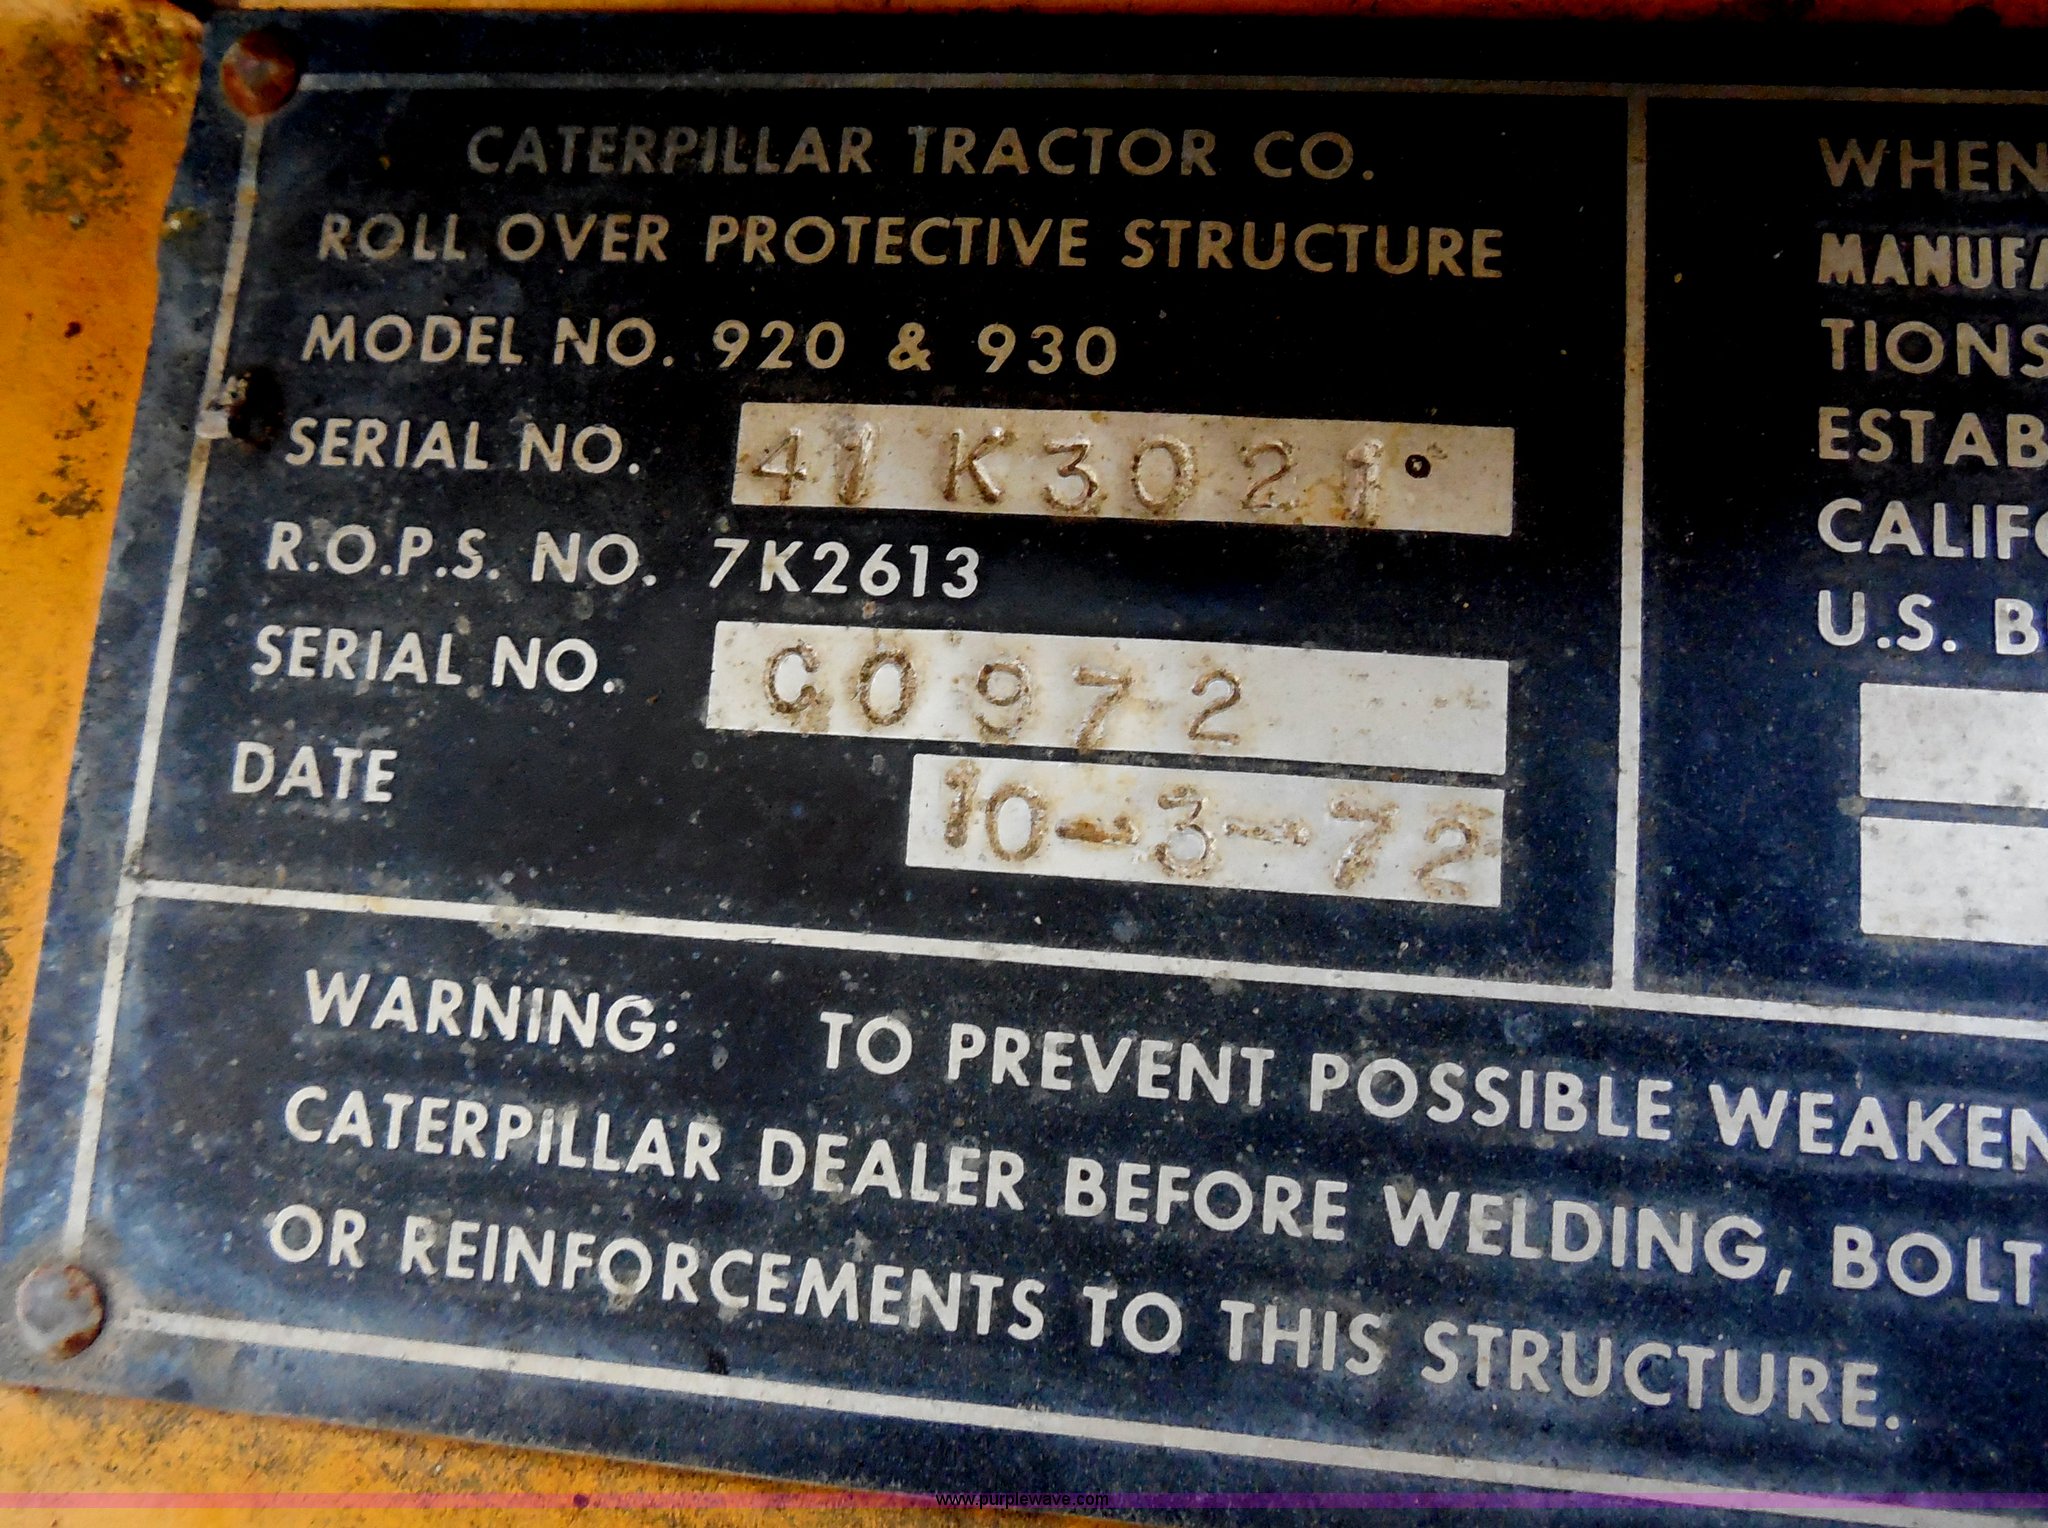 CATERPILLAR TRACTOR CO.
ROLL OVER PROTECTIVE STRUCTURE
MODEL NO. 920 & 930
SERIAL NO. 41K3021
R.O.P.S. NO. 7K2613
SERIAL NO. C0972
DATE 10-3-72
WHEN
MANUFA
TIONS
ESTAB
CALIFO
U.S. B
WARNING: TO PREVENT POSSIBLE WEAKEN
CATERPILLAR DEALER BEFORE WELDING, BOLT
OR REINFORCEMENTS TO THIS STRUCTURE.
www.purplewave.com